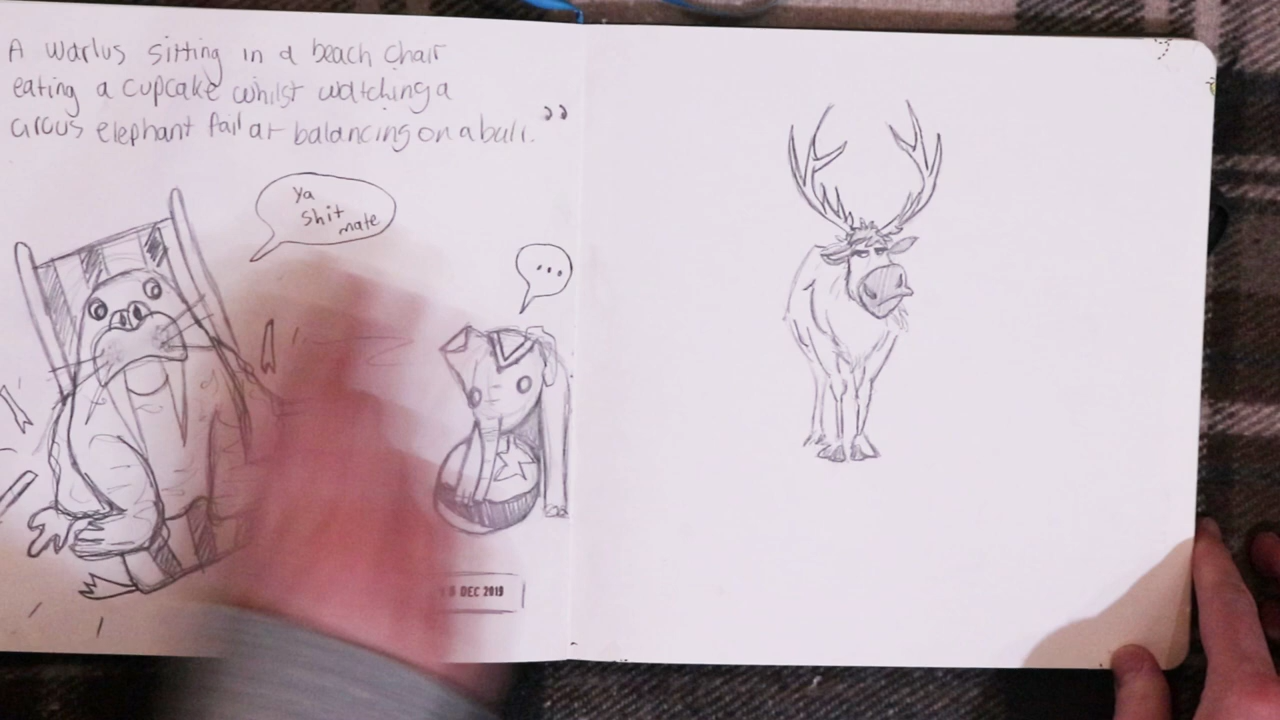 A Warlus sitting in a beach chair
eating a cupcake whilst watching a
circus elephant fail at balancing on a ball.”
Ya
Shit
mate
...
DEC 2019